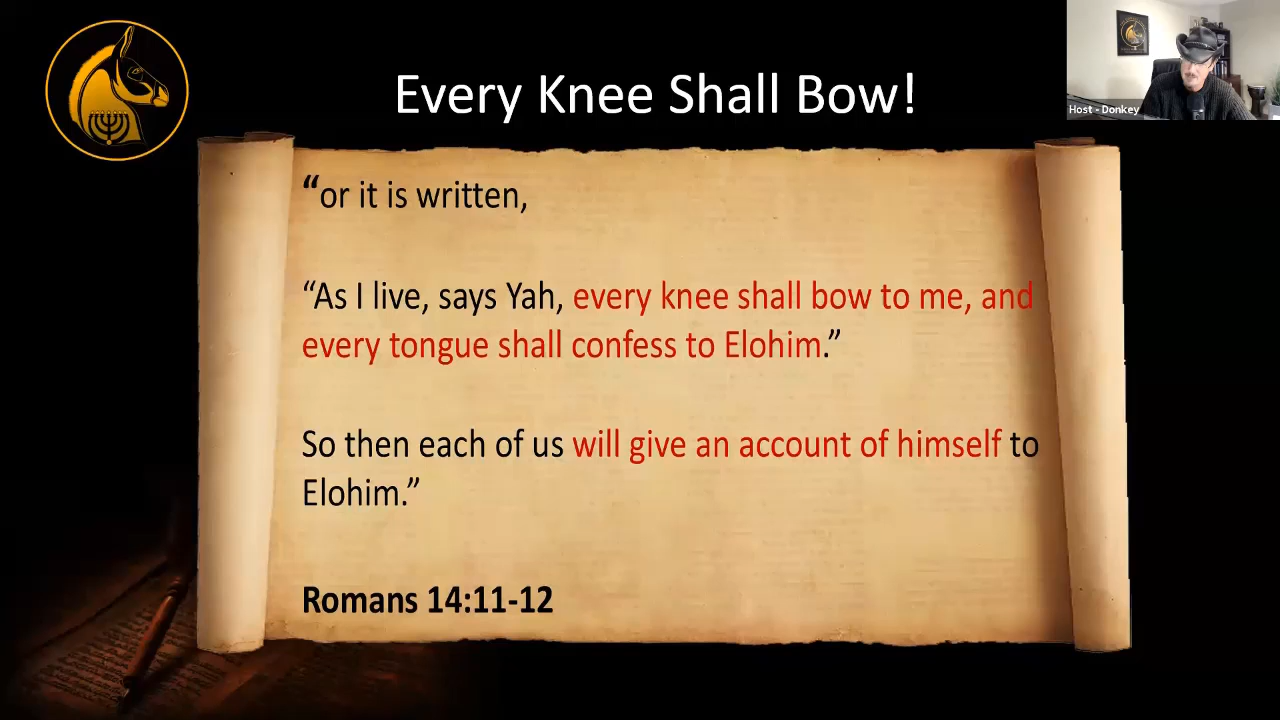 Every Knee Shall Bow!
Host - Donkey
“or it is written,
“As I live, says Yah, every knee shall bow to me, and
every tongue shall confess to Elohim.”
So then each of us will give an account of himself to
Elohim.”
Romans 14:11-12